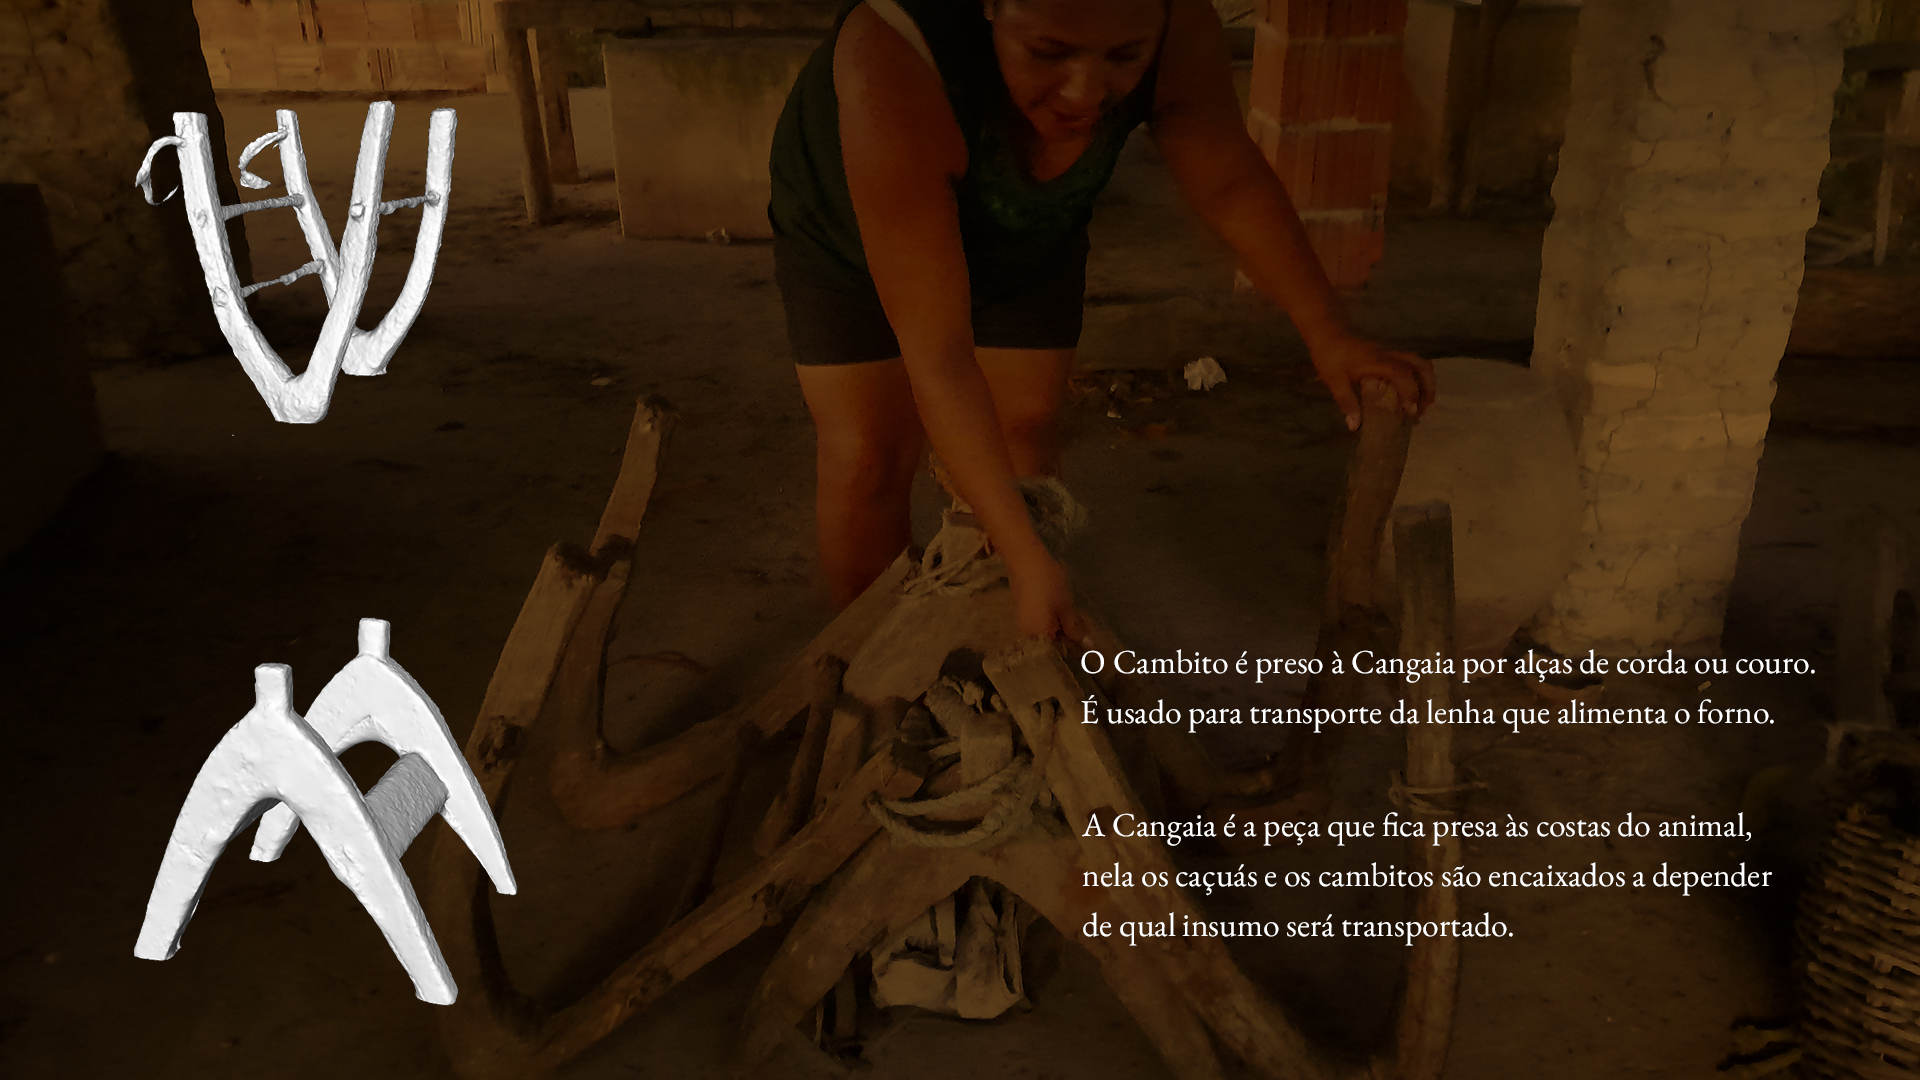 O Cambito é preso à Cangaia por alças de corda ou couro.
É usado para transporte da lenha que alimenta o forno.
A Cangaia é a peça que fica presa às costas do animal,
nela os caçuás e os cambitos são encaixados a depender
de qual insumo será transportado.